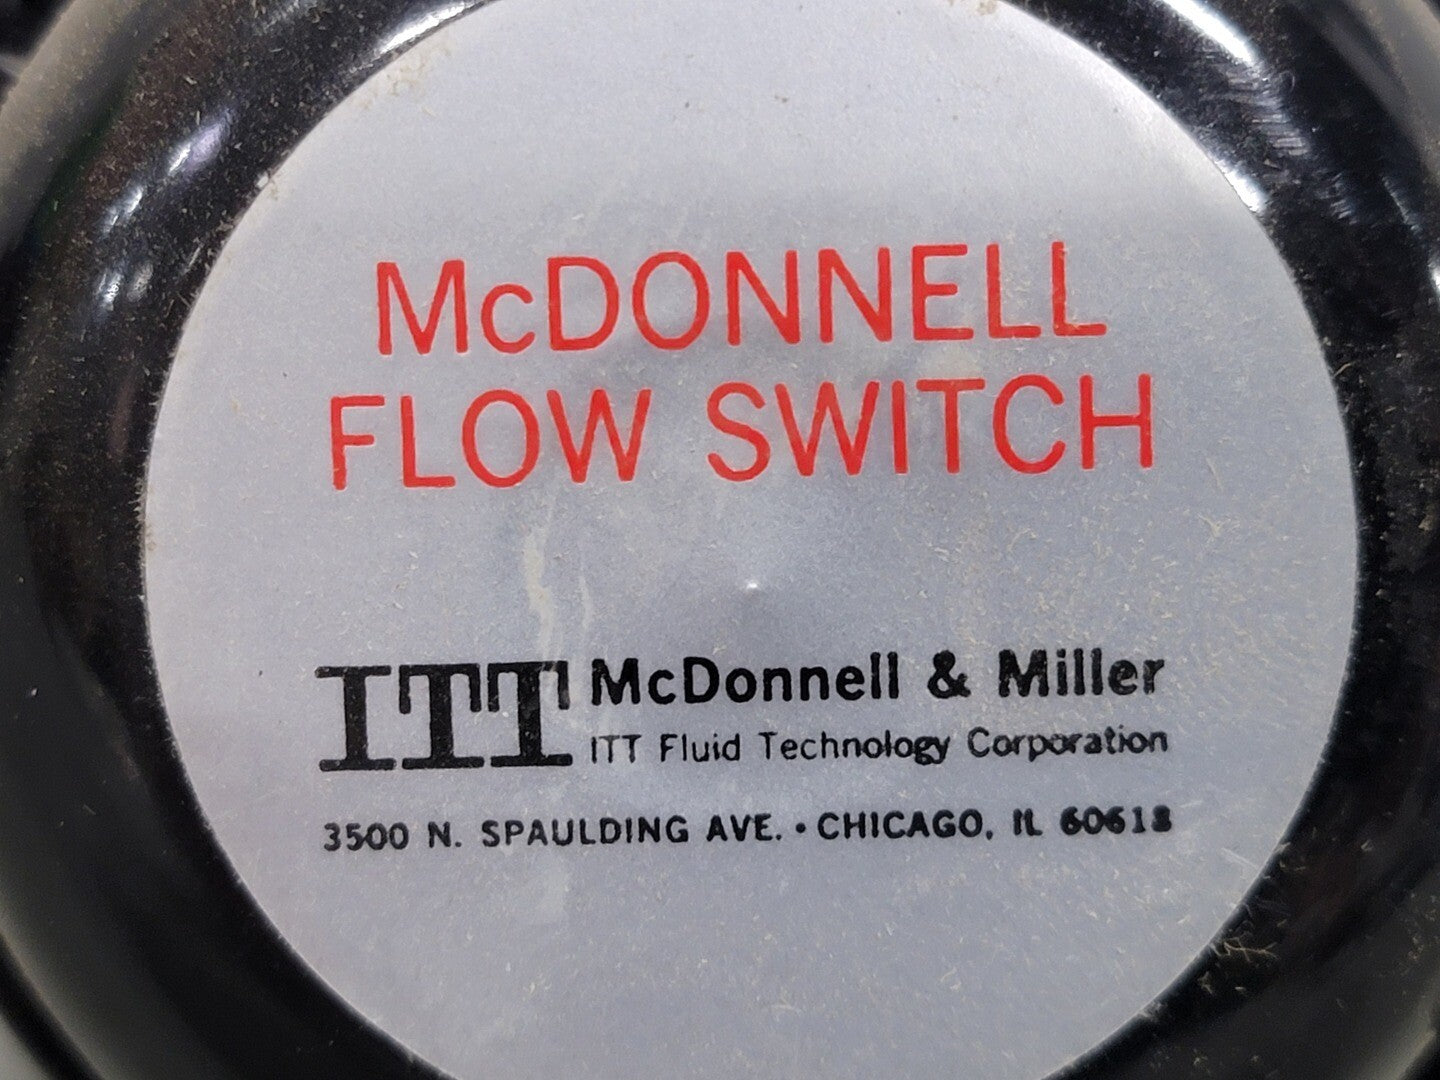 McDONNELL
FLOW SWITCH
ITT McDonnell & Miller
ITT Fluid Technology Corporation
3500 N. SPAULDING AVE. • CHICAGO, IL 60618